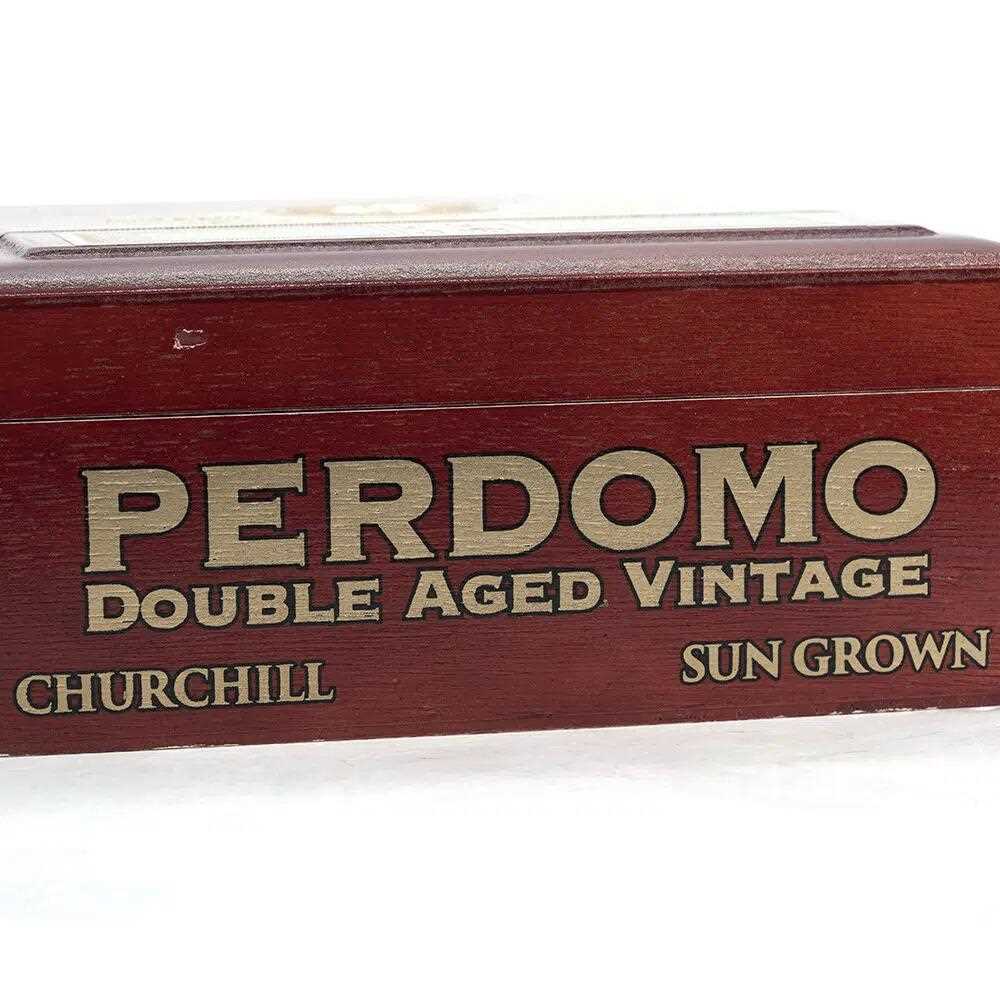 PERDOMO
DOUBLE AGED VINTAGE
CHURCHILL
SUN GROWN